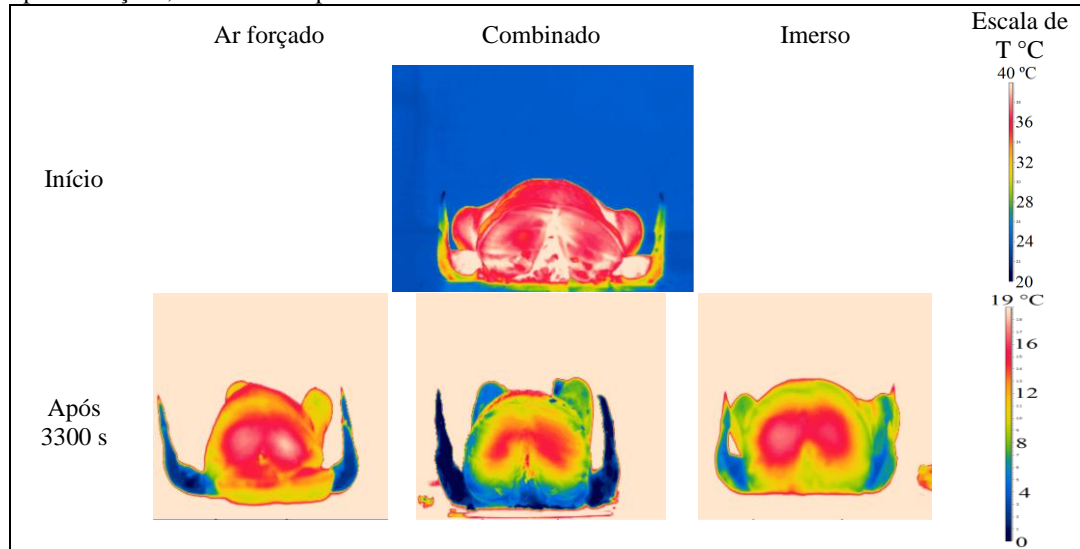 Ar forçado Combinado Imerso Escala de
T °C
40 ºC
36
Início 32
28
24
20
19 °C
16
Após 12
3300 s 8
4
0